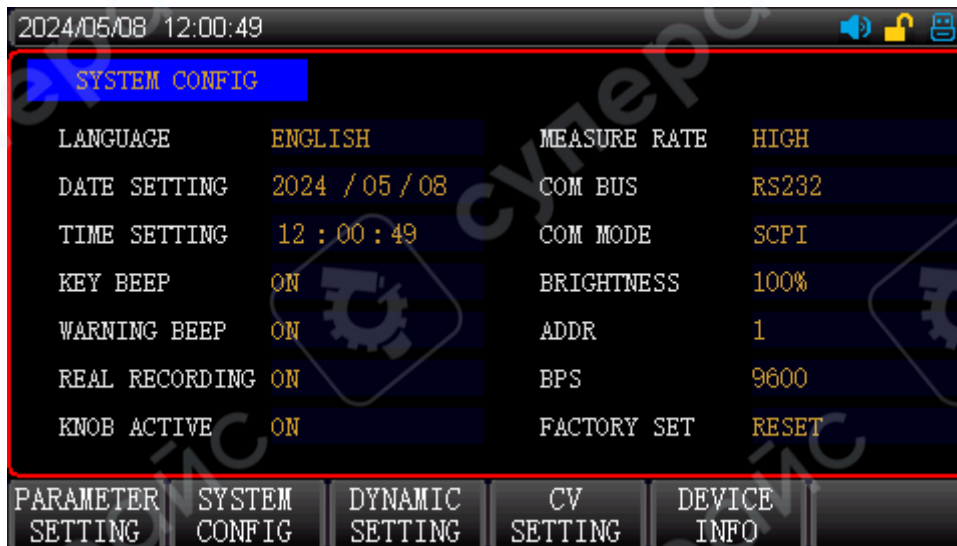 2024/05/08 12:00:49
SYSTEM CONFIG
LANGUAGE ENGLISH MEASURE RATE HIGH
DATE SETTING 2024 / 05 / 08 COM BUS RS232
TIME SETTING 12 : 00 : 49 COM MODE SCPI
KEY BEEP ON BRIGHTNESS 100%
WARNING BEEP ON ADDR 1
REAL RECORDING ON BPS 9600
KNOB ACTIVE ON FACTORY SET RESET
PARAMETER SETTING SYSTEM CONFIG DYNAMIC SETTING CV SETTING DEVICE INFO